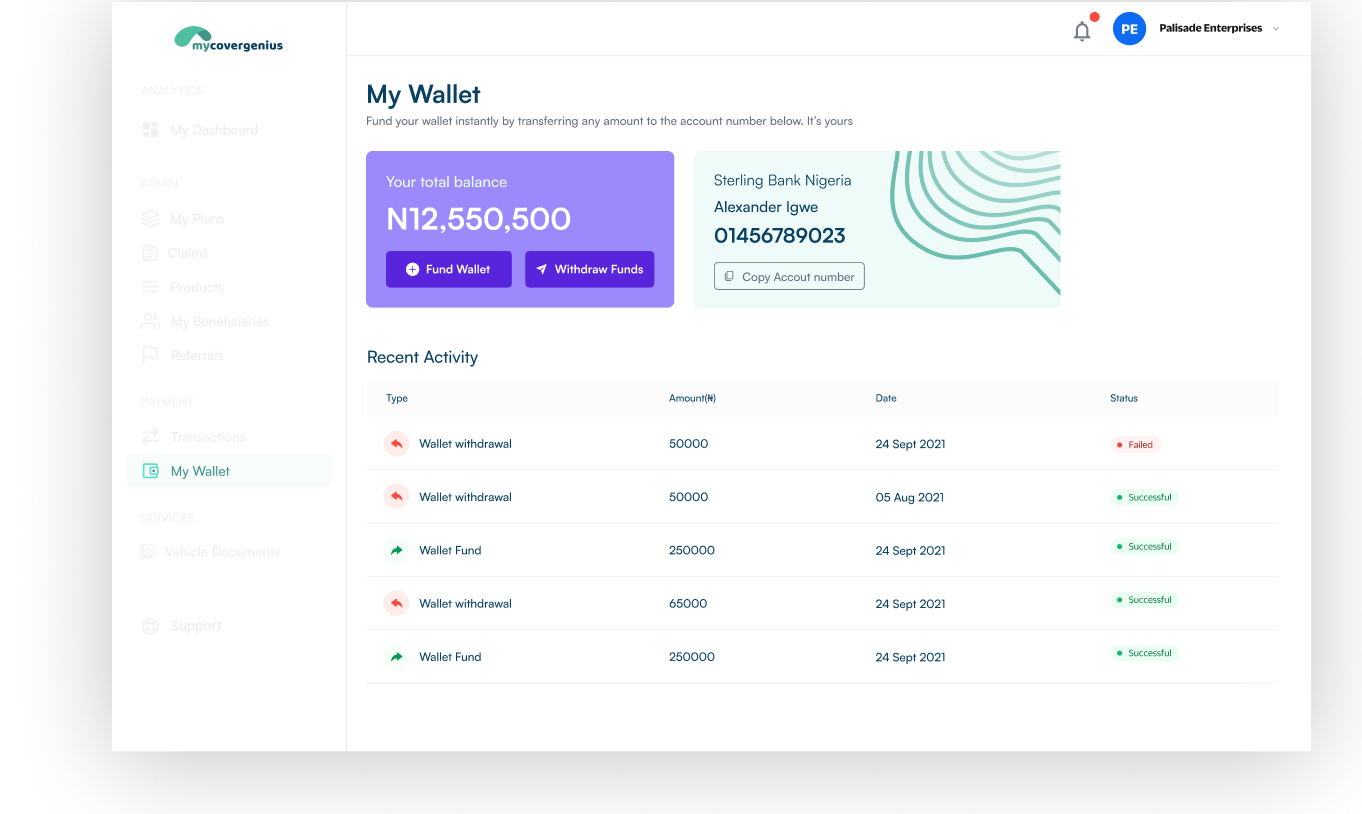 mycovergenius
PE
Palisade Enterprises
ANALYTICS
My Dashboard
ADMIN
My Plans
Claims
Products
My Beneficiaries
Referrals
PAYMENT
Transactions
My Wallet
SERVICES
Vehicle Documents
Support
My Wallet
Fund your wallet instantly by transferring any amount to the account number below. It's yours
Your total balance
N12,550,500
Fund Wallet
Withdraw Funds
Sterling Bank Nigeria
Alexander Igwe
01456789023
Copy Accout number
Recent Activity
Type Amount(₦) Date Status
Wallet withdrawal 50000 24 Sept 2021 Failed
Wallet withdrawal 50000 05 Aug 2021 Successful
Wallet Fund 250000 24 Sept 2021 Successful
Wallet withdrawal 65000 24 Sept 2021 Successful
Wallet Fund 250000 24 Sept 2021 Successful